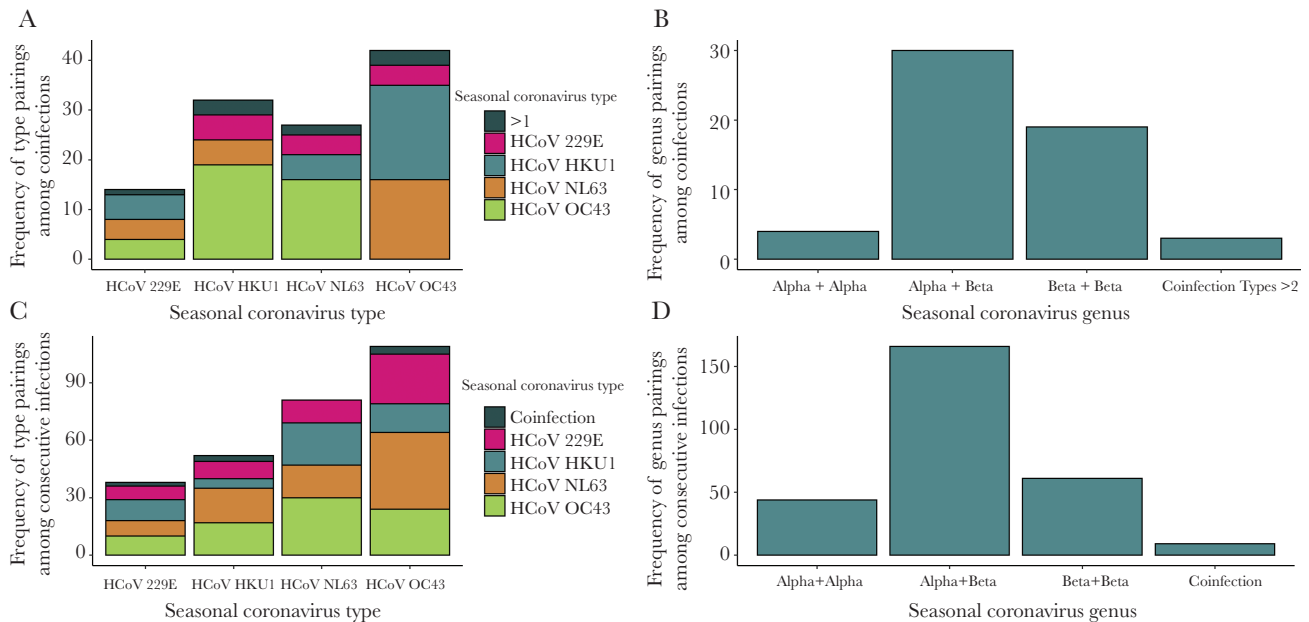 A
Frequency of type pairings
among coinfections
40
30
20
10
0
HCoV 229E
HCoV HKU1
HCoV NL63
HCoV OC43
Seasonal coronavirus type
Seasonal coronavirus type
>1
HCoV 229E
HCoV HKU1
HCoV NL63
HCoV OC43
B
Frequency of genus pairings
among coinfections
30
20
10
0
Alpha + Alpha
Alpha + Beta
Beta + Beta
Coinfection Types >2
Seasonal coronavirus genus
C
Frequency of type pairings
among consecutive infections
90
60
30
0
HCoV 229E
HCoV HKU1
HCoV NL63
HCoV OC43
Seasonal coronavirus type
Seasonal coronavirus type
Coinfection
HCoV 229E
HCoV HKU1
HCoV NL63
HCoV OC43
D
Frequency of genus pairings
among consecutive infections
150
100
50
0
Alpha+Alpha
Alpha+Beta
Beta+Beta
Coinfection
Seasonal coronavirus genus